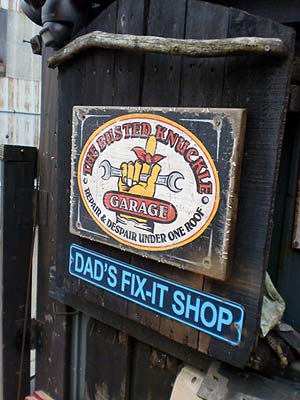 THE BUSTED KNUCKLE
GARAGE
REPAIR & DESPAIR UNDER ONE ROOF
DAD'S FIX-IT SHOP